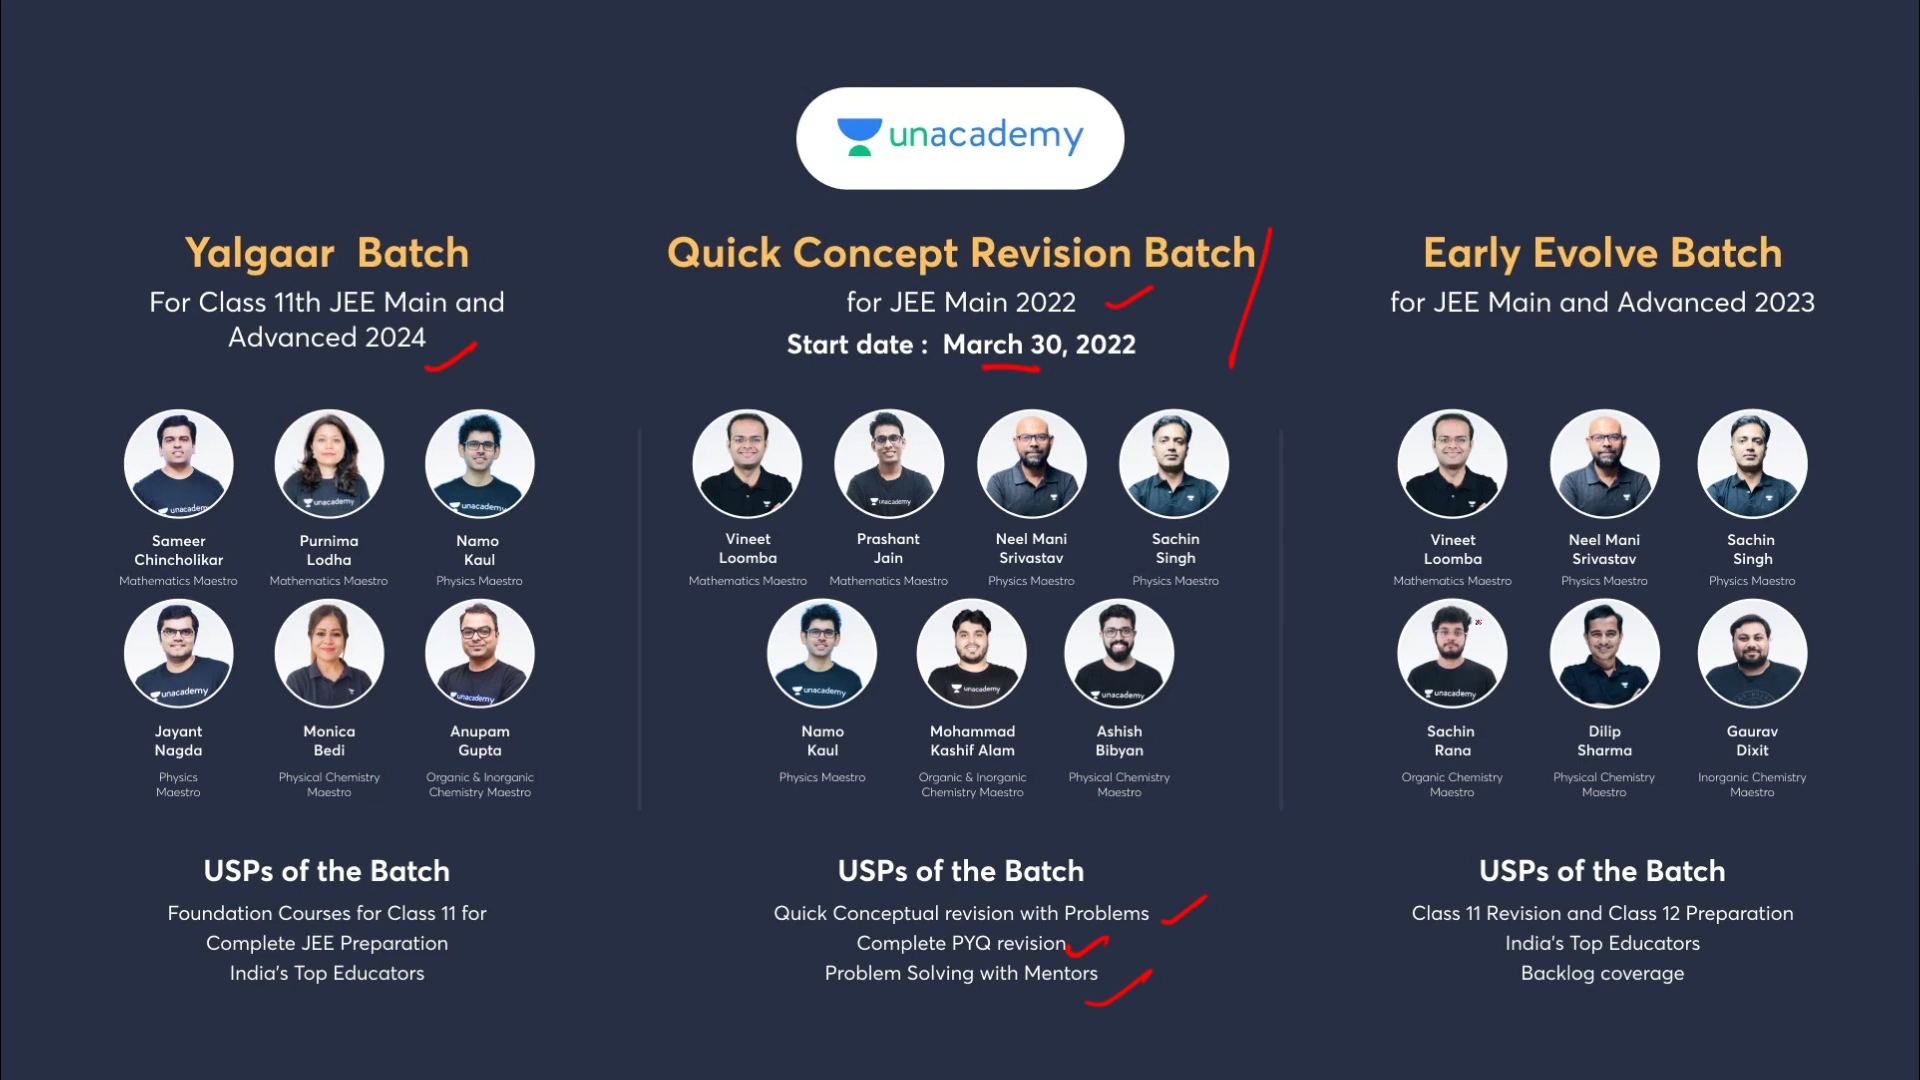 unacademy
Yalgaar Batch
For Class 11th JEE Main and
Advanced 2024
Sameer
Chincholikar
Mathematics Maestro
Purnima
Lodha
Mathematics Maestro
Namo
Kaul
Physics Maestro
Jayant
Nagda
Physics
Maestro
Monica
Bedi
Physical Chemistry
Maestro
Anupam
Gupta
Organic & Inorganic
Chemistry Maestro
USPs of the Batch
Foundation Courses for Class 11 for
Complete JEE Preparation
India's Top Educators
Quick Concept Revision Batch
for JEE Main 2022
Start date : March 30, 2022
Vineet
Loomba
Mathematics Maestro
Prashant
Jain
Mathematics Maestro
Neel Mani
Srivastav
Physics Maestro
Sachin
Singh
Physics Maestro
Namo
Kaul
Physics Maestro
Mohammad
Kashif Alam
Organic & Inorganic
Chemistry Maestro
Ashish
Bibyan
Physical Chemistry
Maestro
USPs of the Batch
Quick Conceptual revision with Problems
Complete PYQ revision
Problem Solving with Mentors
Early Evolve Batch
for JEE Main and Advanced 2023
Vineet
Loomba
Mathematics Maestro
Neel Mani
Srivastav
Physics Maestro
Sachin
Singh
Physics Maestro
Sachin
Rana
Organic Chemistry
Maestro
Dilip
Sharma
Physical Chemistry
Maestro
Gaurav
Dixit
Inorganic Chemistry
Maestro
USPs of the Batch
Class 11 Revision and Class 12 Preparation
India's Top Educators
Backlog coverage